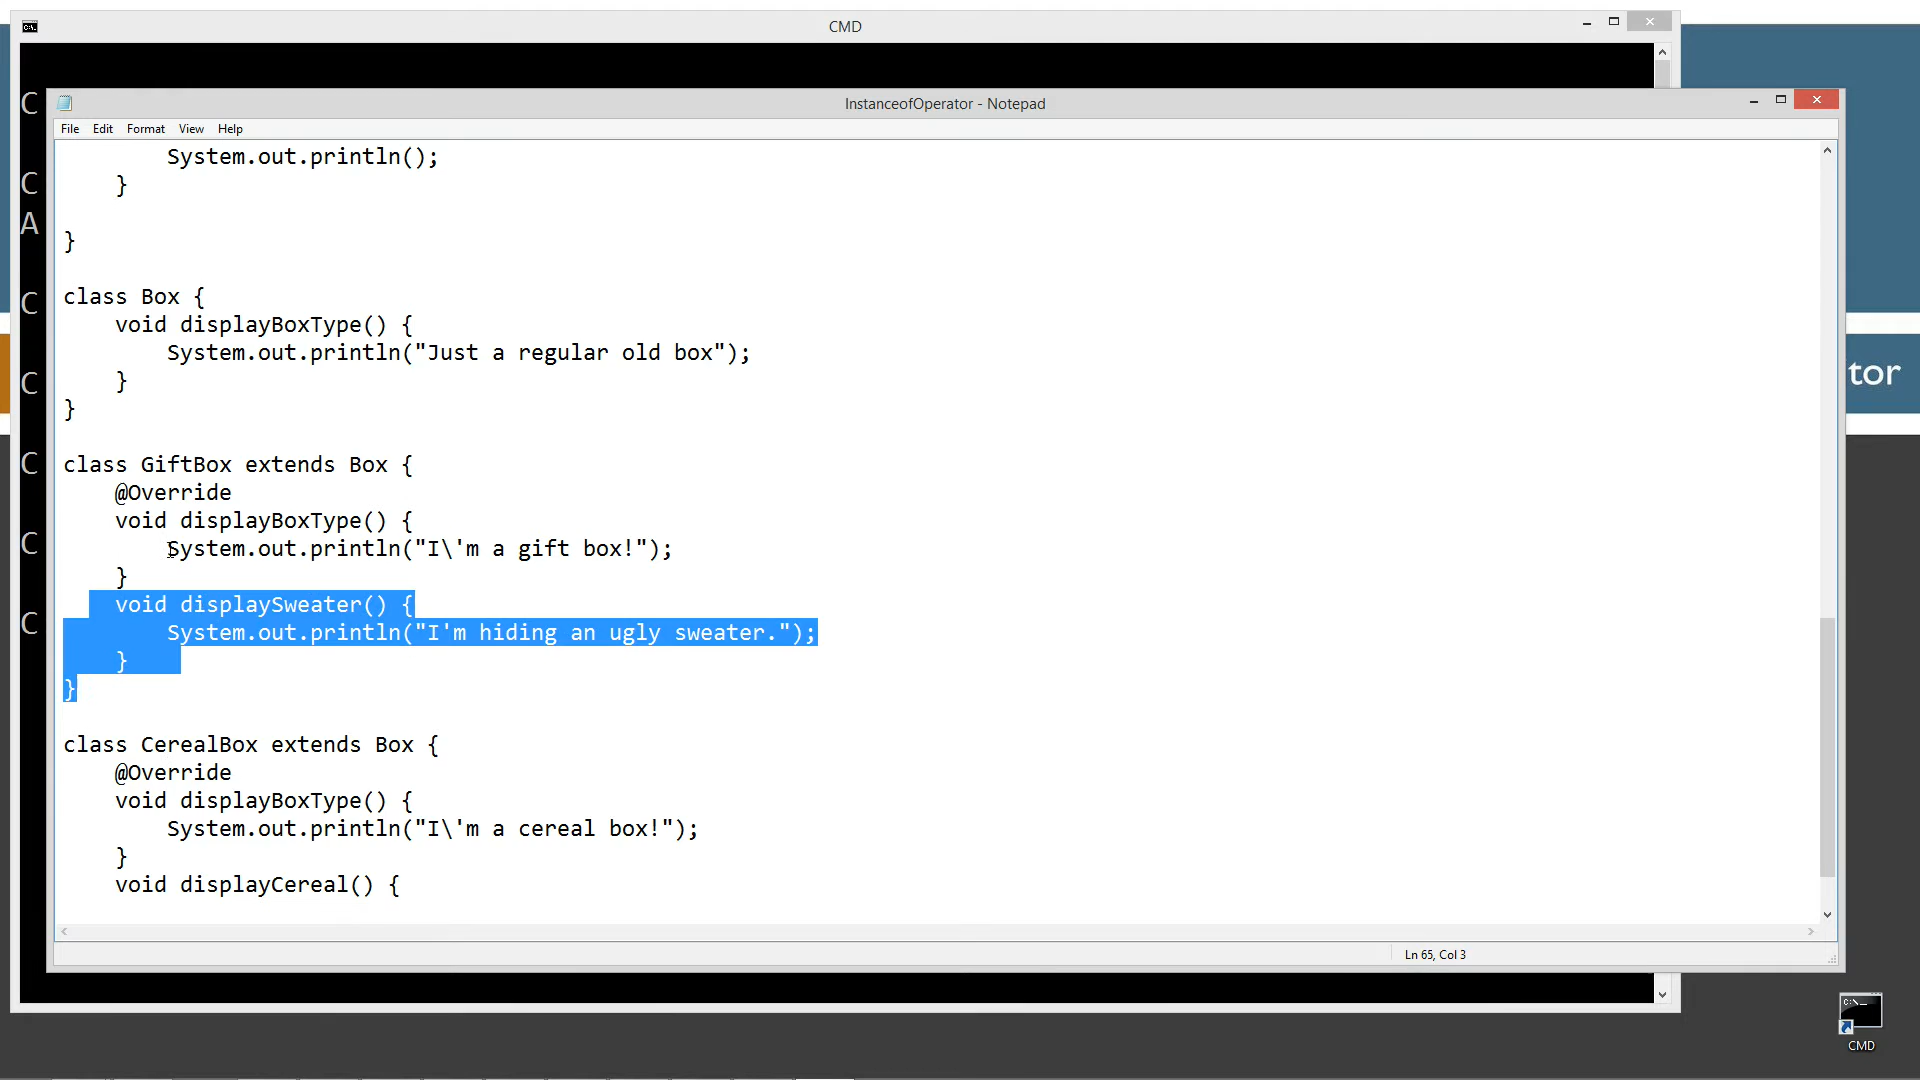 CMD
C
InstanceofOperator - Notepad
File Edit Format View Help
System.out.println();
}
C
A
}
class Box {
C
void displayBoxType() {
System.out.println("Just a regular old box");
tor
}
C
}
class GiftBox extends Box {
C
@Override
void displayBoxType() {
System.out.println("I\'m a gift box!");
C
}
void displaySweater() {
C
System.out.println("I'm hiding an ugly sweater.");
}
}
class CerealBox extends Box {
@Override
void displayBoxType() {
System.out.println("I\'m a cereal box!");
}
void displayCereal() {
Ln 65, Col 3
C:\._
CMD